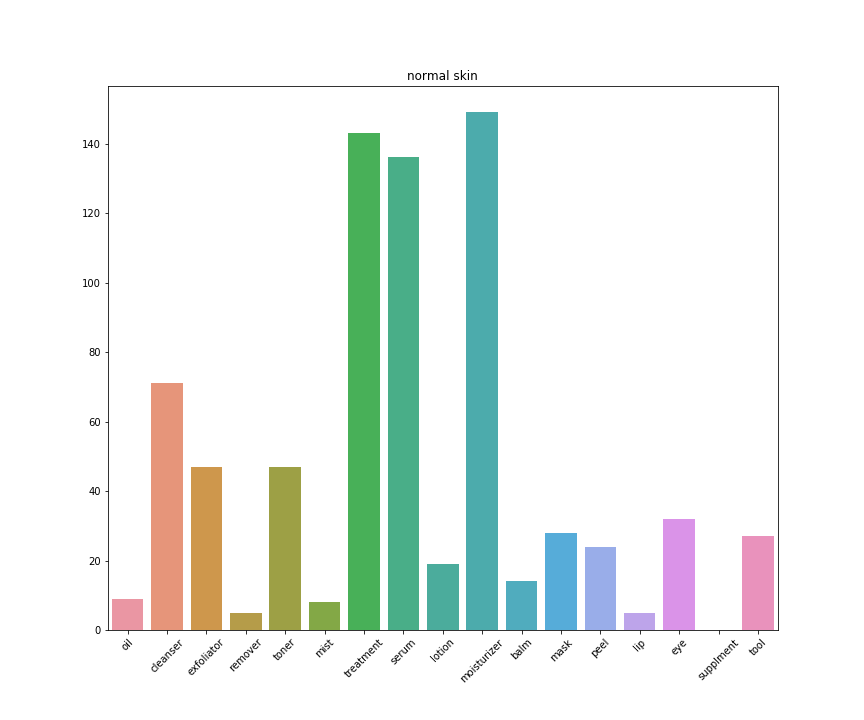 normal skin
140
120
100
80
60
40
20
0
oil
cleanser
exfoliator
remover
toner
mist
treatment
serum
lotion
moisturizer
balm
mask
peel
lip
eye
supplment
tool